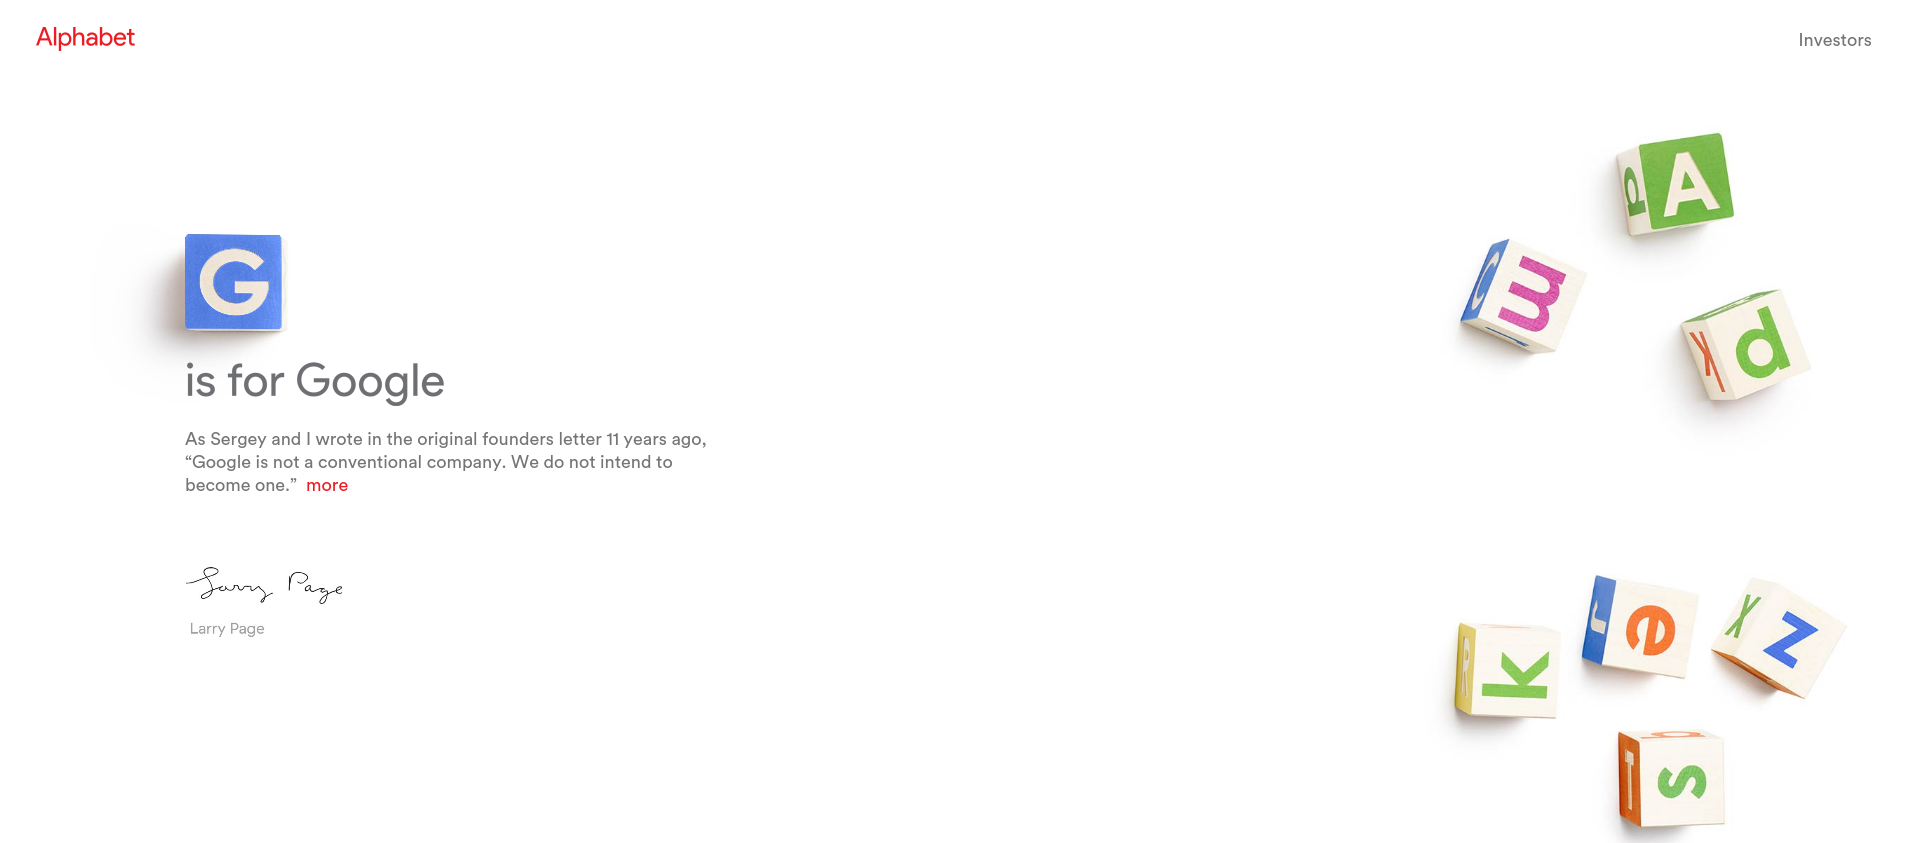 Alphabet
Investors
G
is for Google
As Sergey and I wrote in the original founders letter 11 years ago,
“Google is not a conventional company. We do not intend to
become one.” more
Larry Page
Larry Page
A
m
C
d
X
k
R
e
z
X
s
T
a